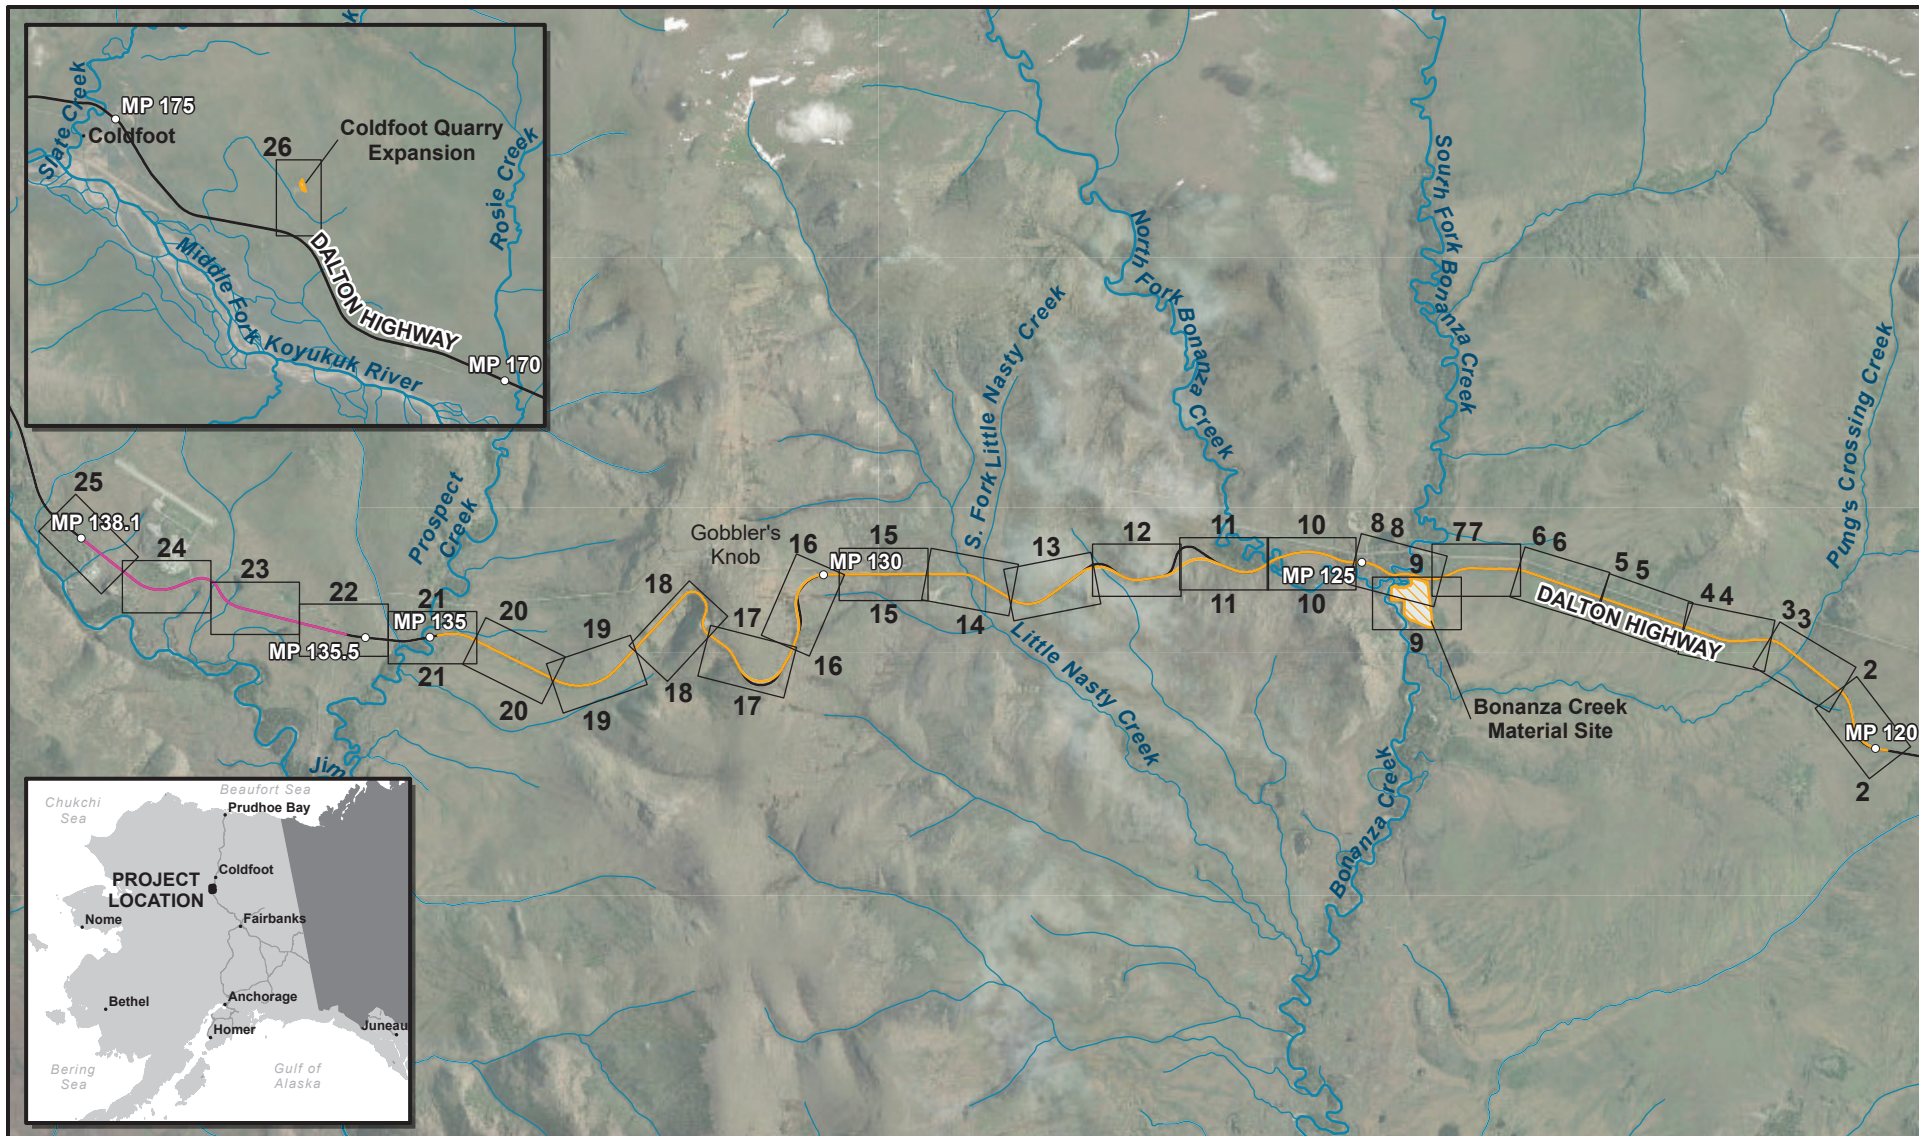 Slate Creek
MP 175
Coldfoot
26
Coldfoot Quarry
Expansion
Rosie Creek
Middle Fork Koyukuk River
DALTON HIGHWAY
MP 170
North Fork Bonanza Creek
South Fork Bonanza Creek
S. Fork Little Nasty Creek
Pung's Crossing Creek
Prospect
Creek
Gobbler's
Knob
25
MP 138.1
24
23
22
MP 135.5
21
MP 135
21
20
20
19
19
18
18
17
17
16
16
15
MP 130
15
14
13
12
11
11
10
MP 125
10
8 8
9
9
7 7
6 6
5 5
DALTON HIGHWAY
4 4
3 3
2
MP 120
2
Little Nasty Creek
Bonanza Creek
Material Site
Bonanza Creek
Jim
Chukchi
Sea
Beaufort Sea
Prudhoe Bay
Coldfoot
PROJECT
LOCATION
Nome
Fairbanks
Bethel
Anchorage
Homer
Juneau
Bering
Sea
Gulf of
Alaska